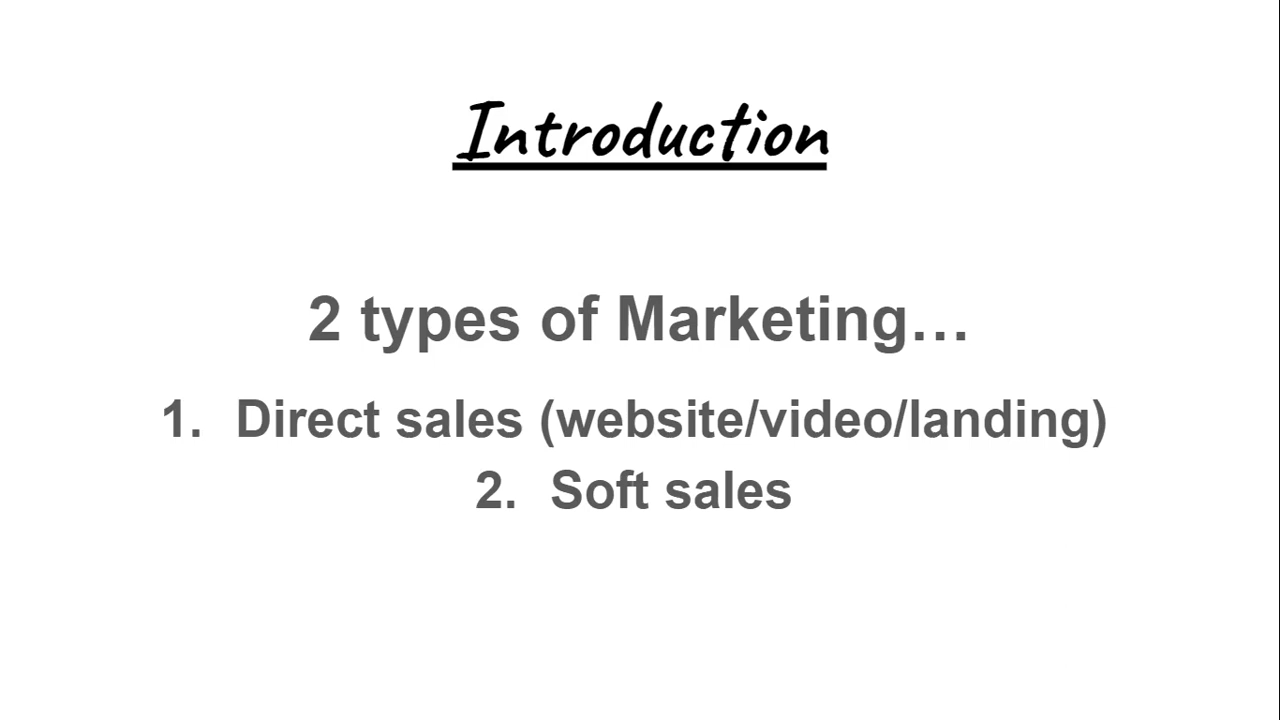 Introduction
2 types of Marketing…
1. Direct sales (website/video/landing)
2. Soft sales